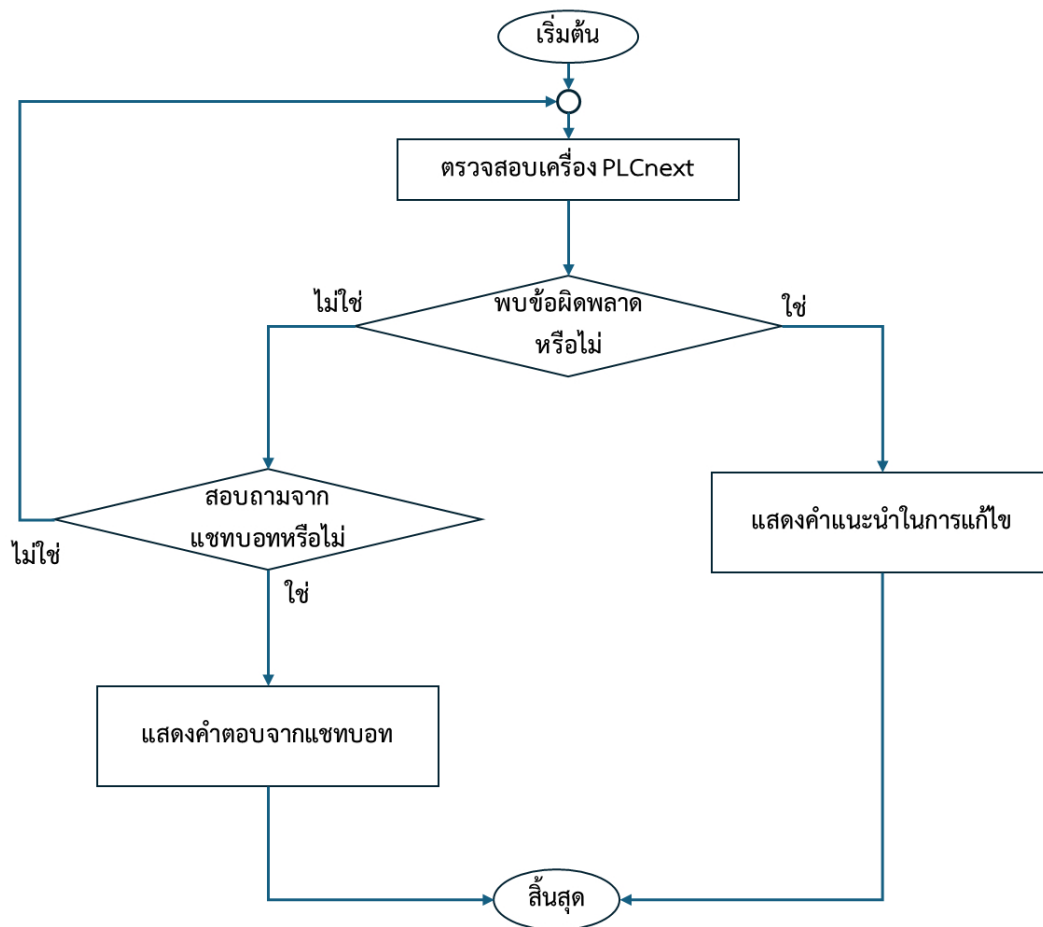 เริ่มต้น
ตรวจสอบเครื่อง PLCnext
ไม่ใช่
พบข้อผิดพลาด
หรือไม่
ใช่
สอบถามจาก
แชทบอทหรือไม่
ไม่ใช่
ใช่
แสดงคำแนะนำในการแก้ไข
แสดงคำตอบจากแชทบอท
สิ้นสุด